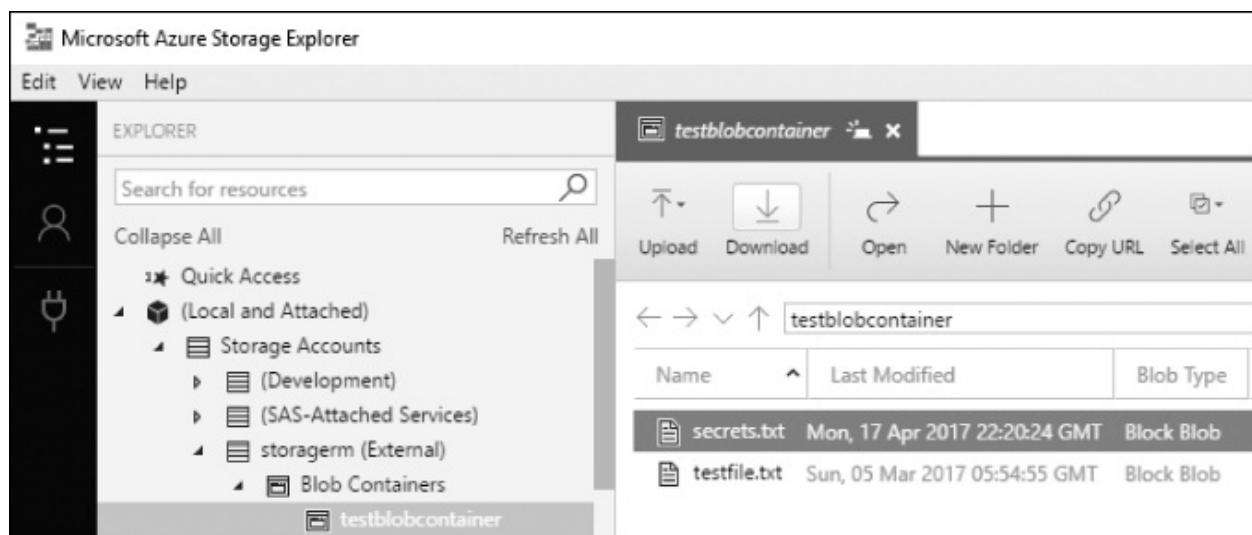 Microsoft Azure Storage Explorer
Edit View Help
EXPLORER
Search for resources
Collapse All Refresh All
Quick Access
(Local and Attached)
Storage Accounts
(Development)
(SAS-Attached Services)
storagerm (External)
Blob Containers
testblobcontainer
testblobcontainer
Upload Download Open New Folder Copy URL Select All
testblobcontainer
Name Last Modified Blob Type
secrets.txt Mon, 17 Apr 2017 22:20:24 GMT Block Blob
testfile.txt Sun, 05 Mar 2017 05:54:55 GMT Block Blob